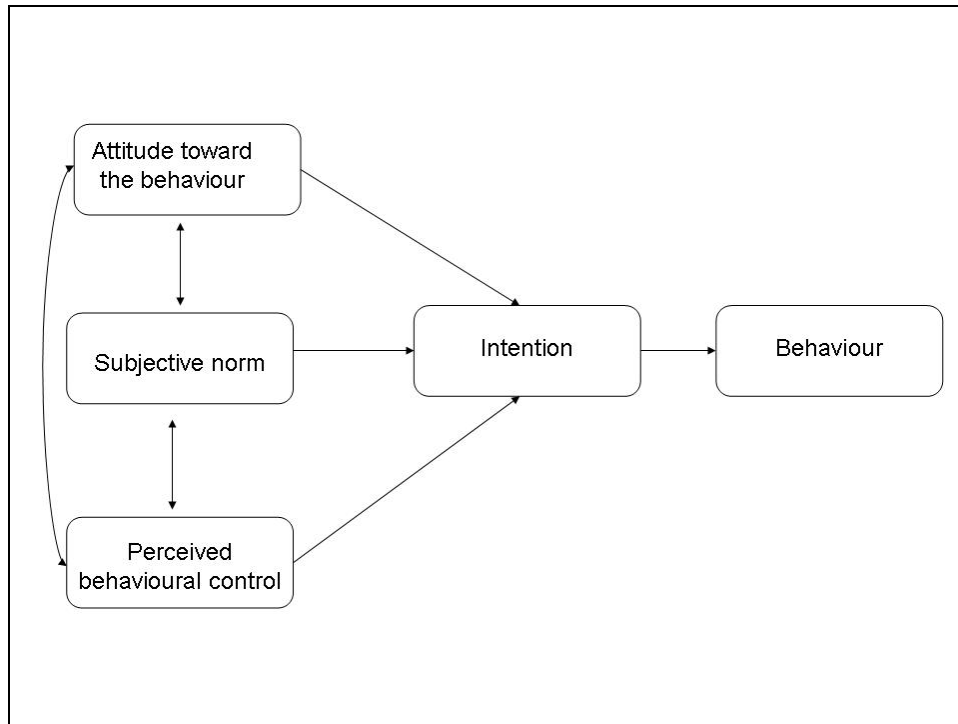 Attitude toward
the behaviour
Subjective norm
Intention
Behaviour
Perceived
behavioural control